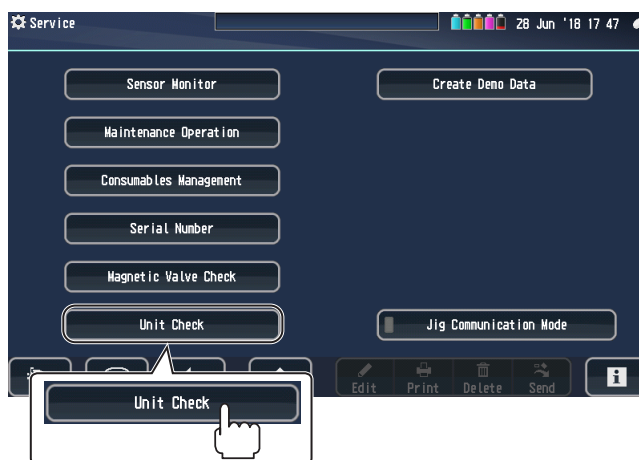 Service
28 Jun '18 17 47
Sensor Monitor
Create Demo Data
Maintenance Operation
Consumables Management
Serial Number
Magnetic Valve Check
Unit Check
Jig Communication Mode
Edit Print Delete Send
i
Unit Check